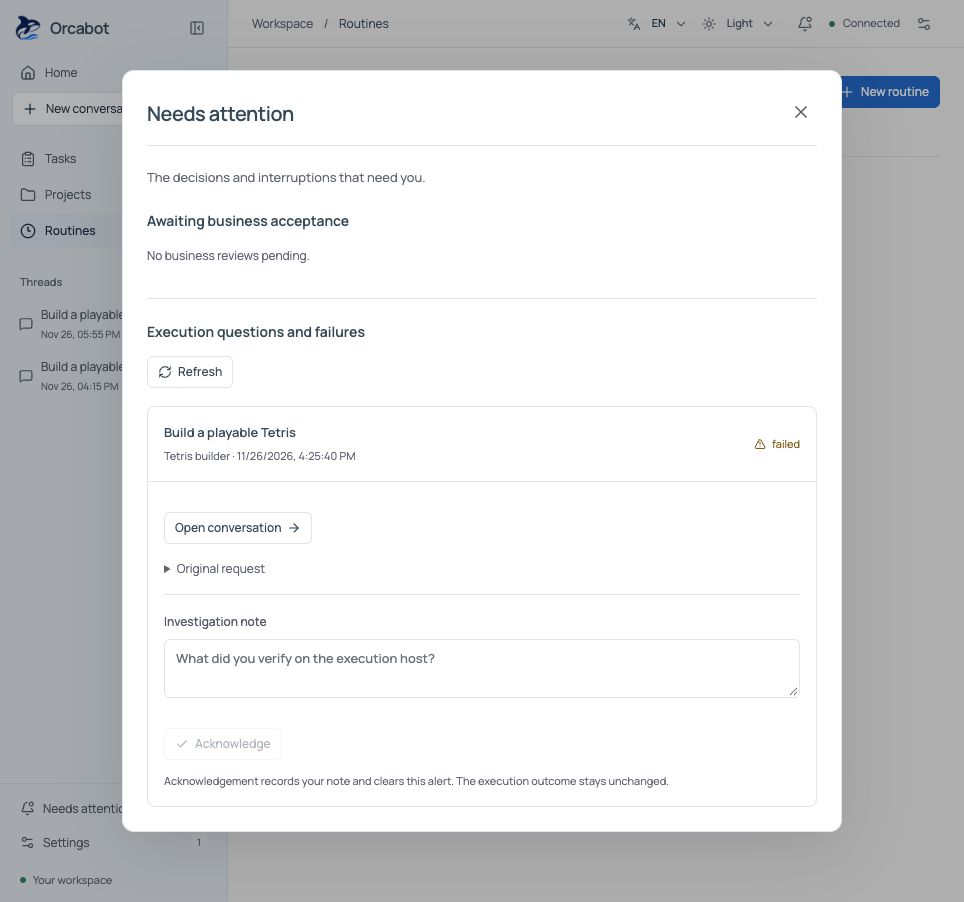 Orcabot
Workspace / Routines
EN
Light
Connected
Home
New conversa
New routine
Tasks
Projects
Routines
Threads
Build a playable
Nov 26, 05:55 PM
Build a playable
Nov 26, 04:15 PM
Needs attentio
Settings
1
Your workspace
Needs attention
The decisions and interruptions that need you.
Awaiting business acceptance
No business reviews pending.
Execution questions and failures
Refresh
Build a playable Tetris
failed
Tetris builder · 11/26/2026, 4:25:40 PM
Open conversation
Original request
Investigation note
What did you verify on the execution host?
Acknowledge
Acknowledgement records your note and clears this alert. The execution outcome stays unchanged.